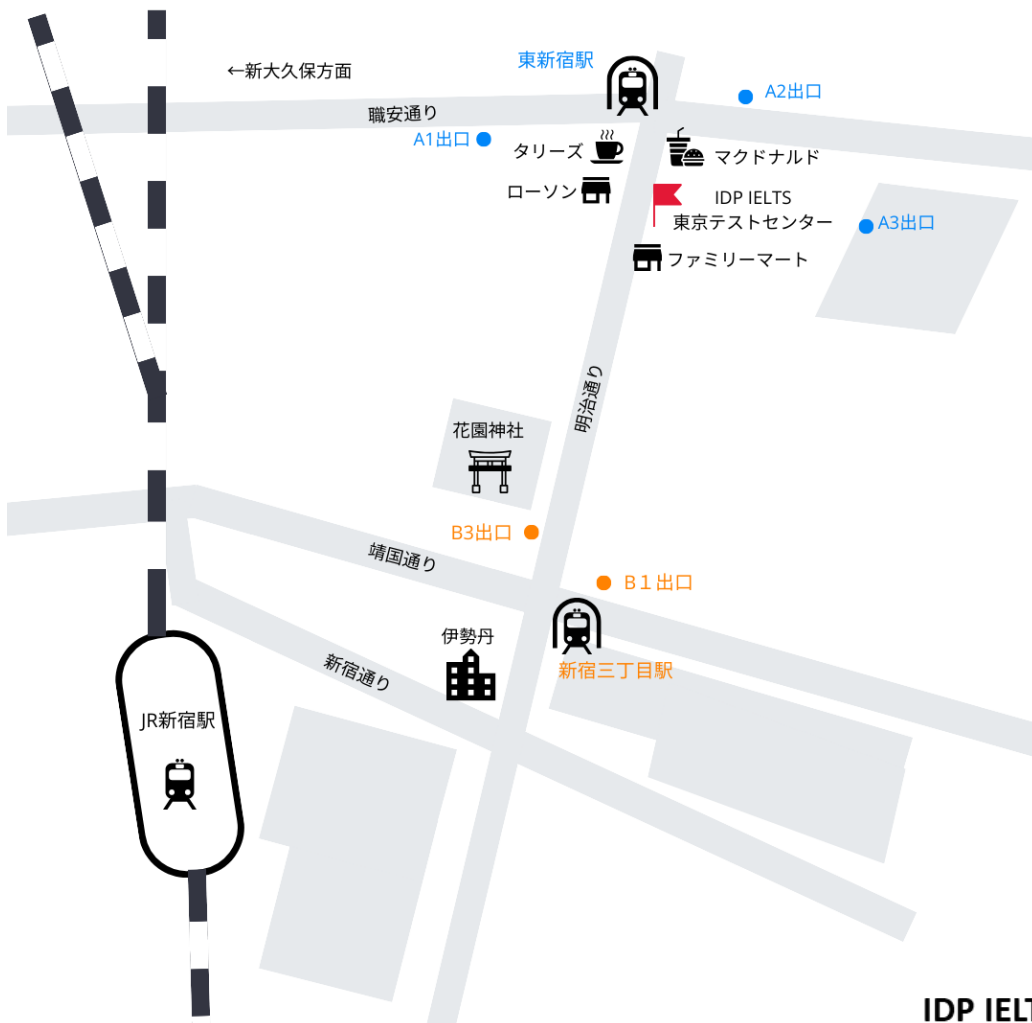 東新宿駅
←新大久保方面
A2出口
職安通り
A1出口
タリーズ
マクドナルド
ローソン
IDP IELTS
東京テストセンター
A3出口
ファミリーマート
明治通り
花園神社
B3出口
靖国通り
B１出口
伊勢丹
新宿通り
新宿三丁目駅
JR新宿駅
IDP IELT